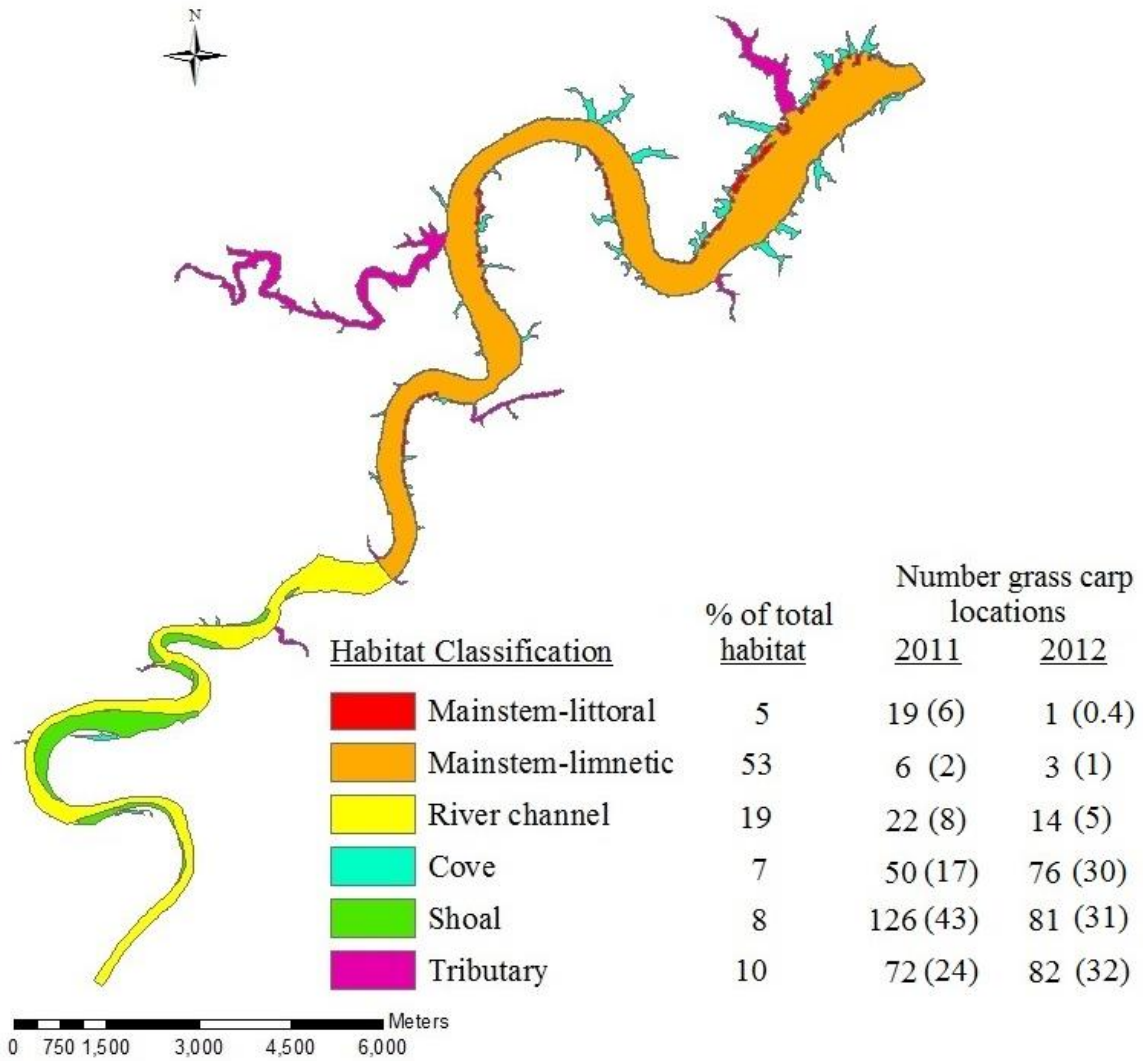 N
Number grass carp
% of total locations
Habitat Classification habitat 2011 2012
Mainstem-littoral 5 19 (6) 1 (0.4)
Mainstem-limnetic 53 6 (2) 3 (1)
River channel 19 22 (8) 14 (5)
Cove 7 50 (17) 76 (30)
Shoal 8 126 (43) 81 (31)
Tributary 10 72 (24) 82 (32)
Meters
0 750 1,500 3,000 4,500 6,000